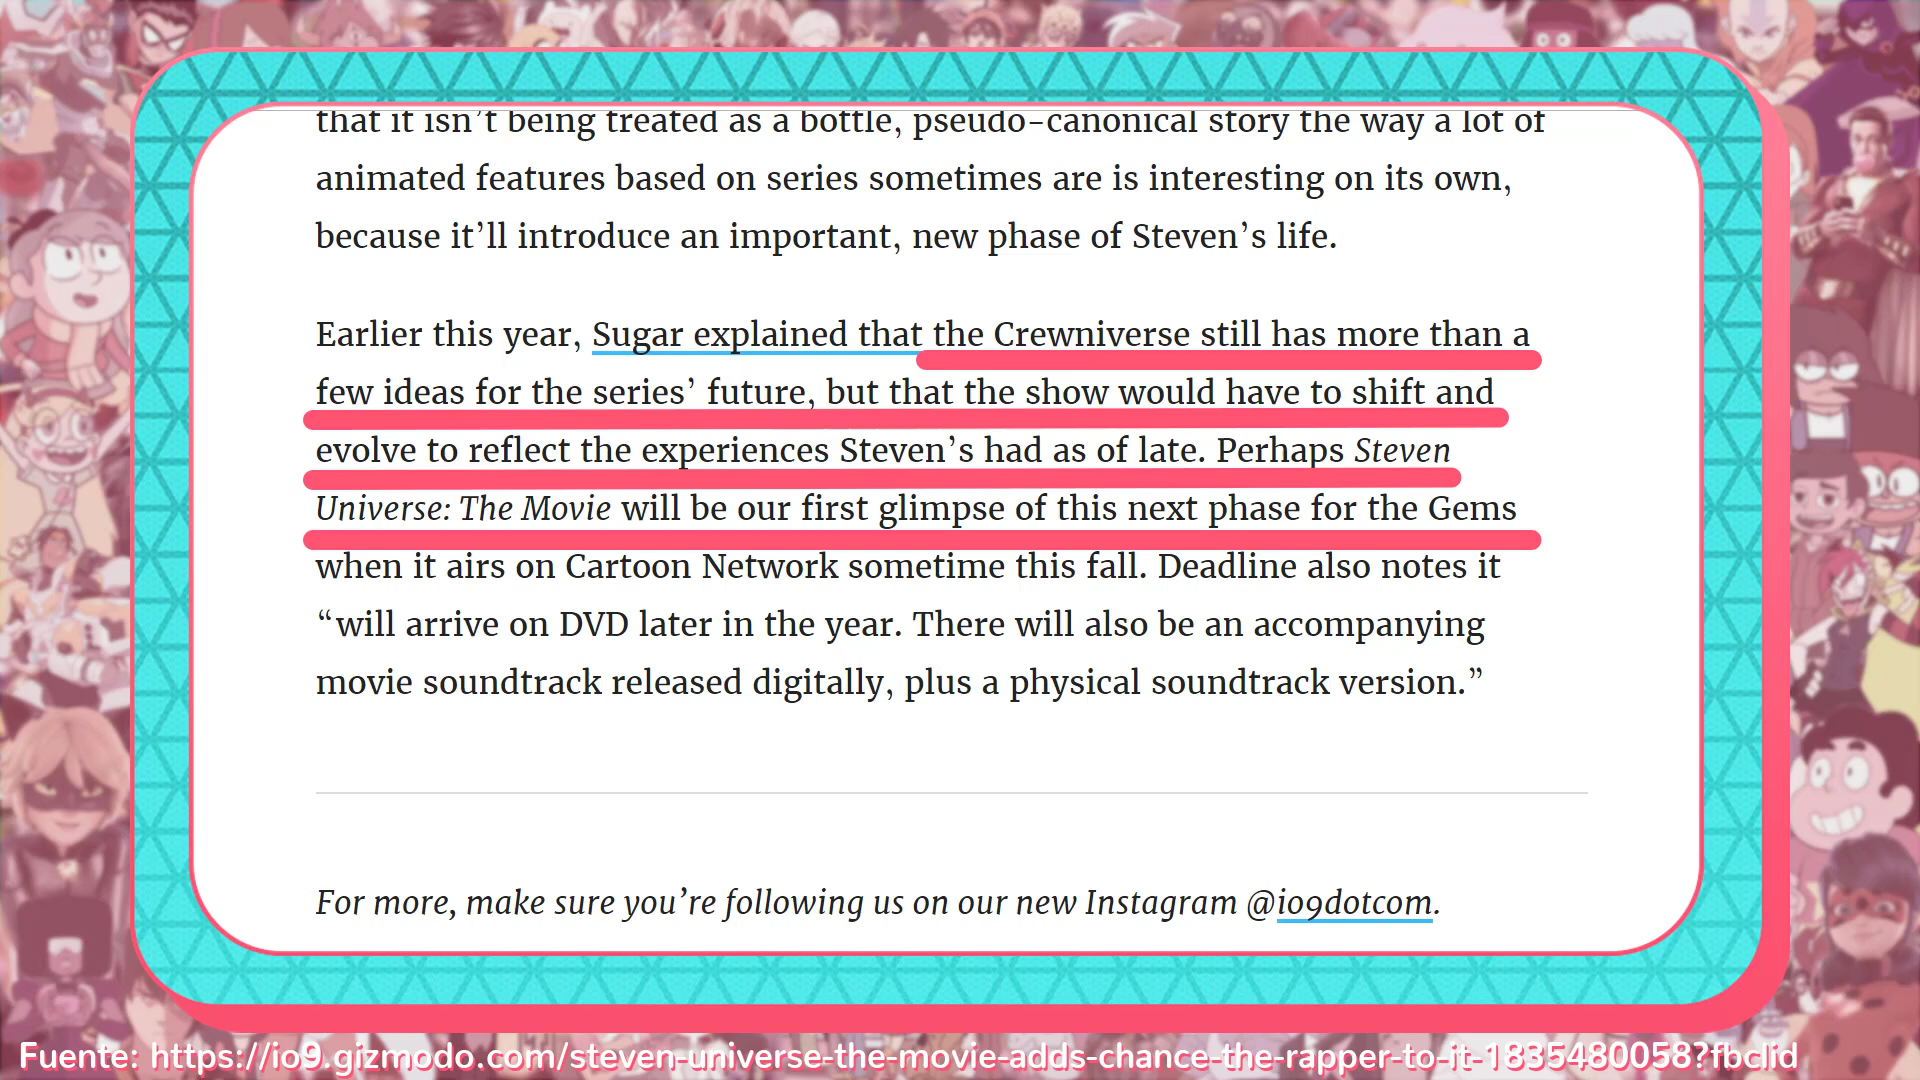 that it isn’t being treated as a bottle, pseudo-canonical story the way a lot of
animated features based on series sometimes are is interesting on its own,
because it’ll introduce an important, new phase of Steven’s life.
Earlier this year, Sugar explained that the Crewniverse still has more than a
few ideas for the series’ future, but that the show would have to shift and
evolve to reflect the experiences Steven’s had as of late. Perhaps Steven
Universe: The Movie will be our first glimpse of this next phase for the Gems
when it airs on Cartoon Network sometime this fall. Deadline also notes it
“will arrive on DVD later in the year. There will also be an accompanying
movie soundtrack released digitally, plus a physical soundtrack version.”
For more, make sure you’re following us on our new Instagram @io9dotcom.
Fuente: https://io9.gizmodo.com/steven-universe-the-movie-adds-chance-the-rapper-to-it-1835480058?fbclid